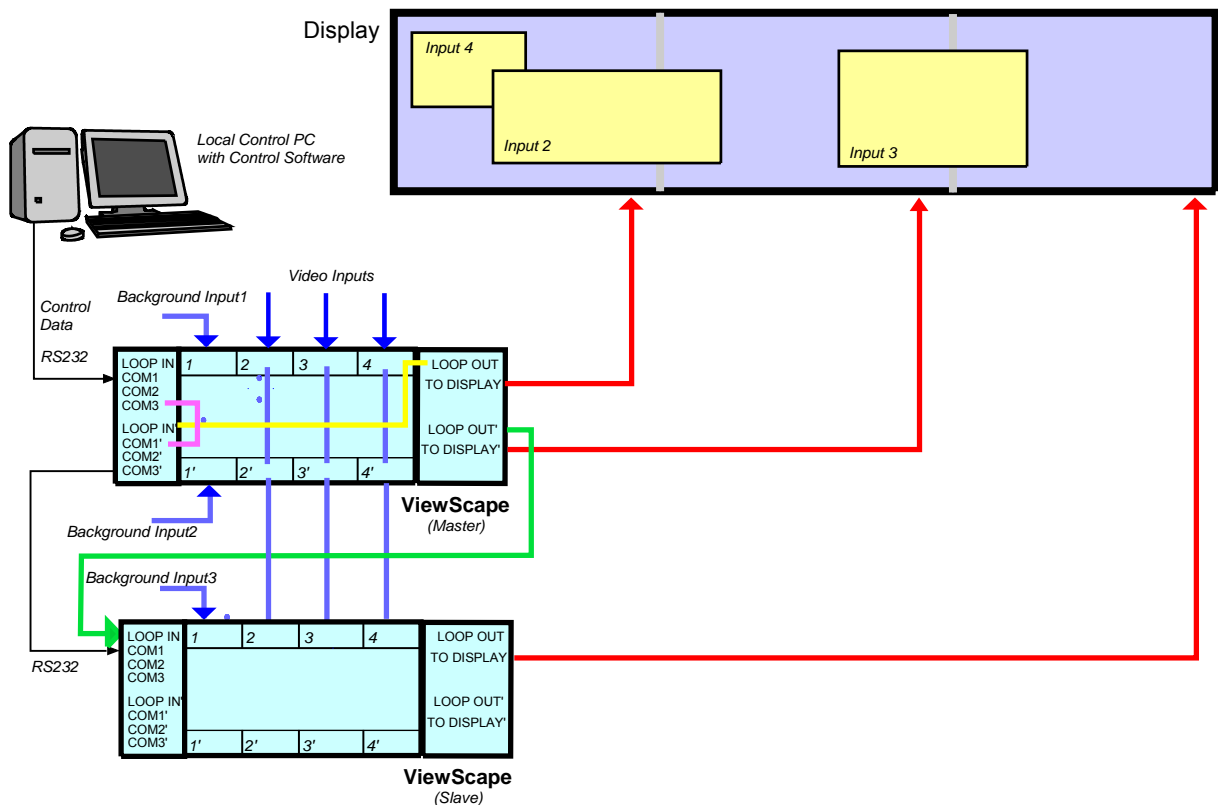 Display
Input 4
Input 2
Input 3
Local Control PC
with Control Software
Video Inputs
Background Input1
Control
Data
RS232
LOOP IN
COM1
COM2
COM3
LOOP IN'
COM1'
COM2'
COM3'
1
2
3
4
1'
2'
3'
4'
LOOP OUT
TO DISPLAY
LOOP OUT'
TO DISPLAY'
ViewScape
(Master)
Background Input2
Background Input3
RS232
LOOP IN
COM1
COM2
COM3
LOOP IN'
COM1'
COM2'
COM3'
1
2
3
4
1'
2'
3'
4'
LOOP OUT
TO DISPLAY
LOOP OUT'
TO DISPLAY'
ViewScape
(Slave)